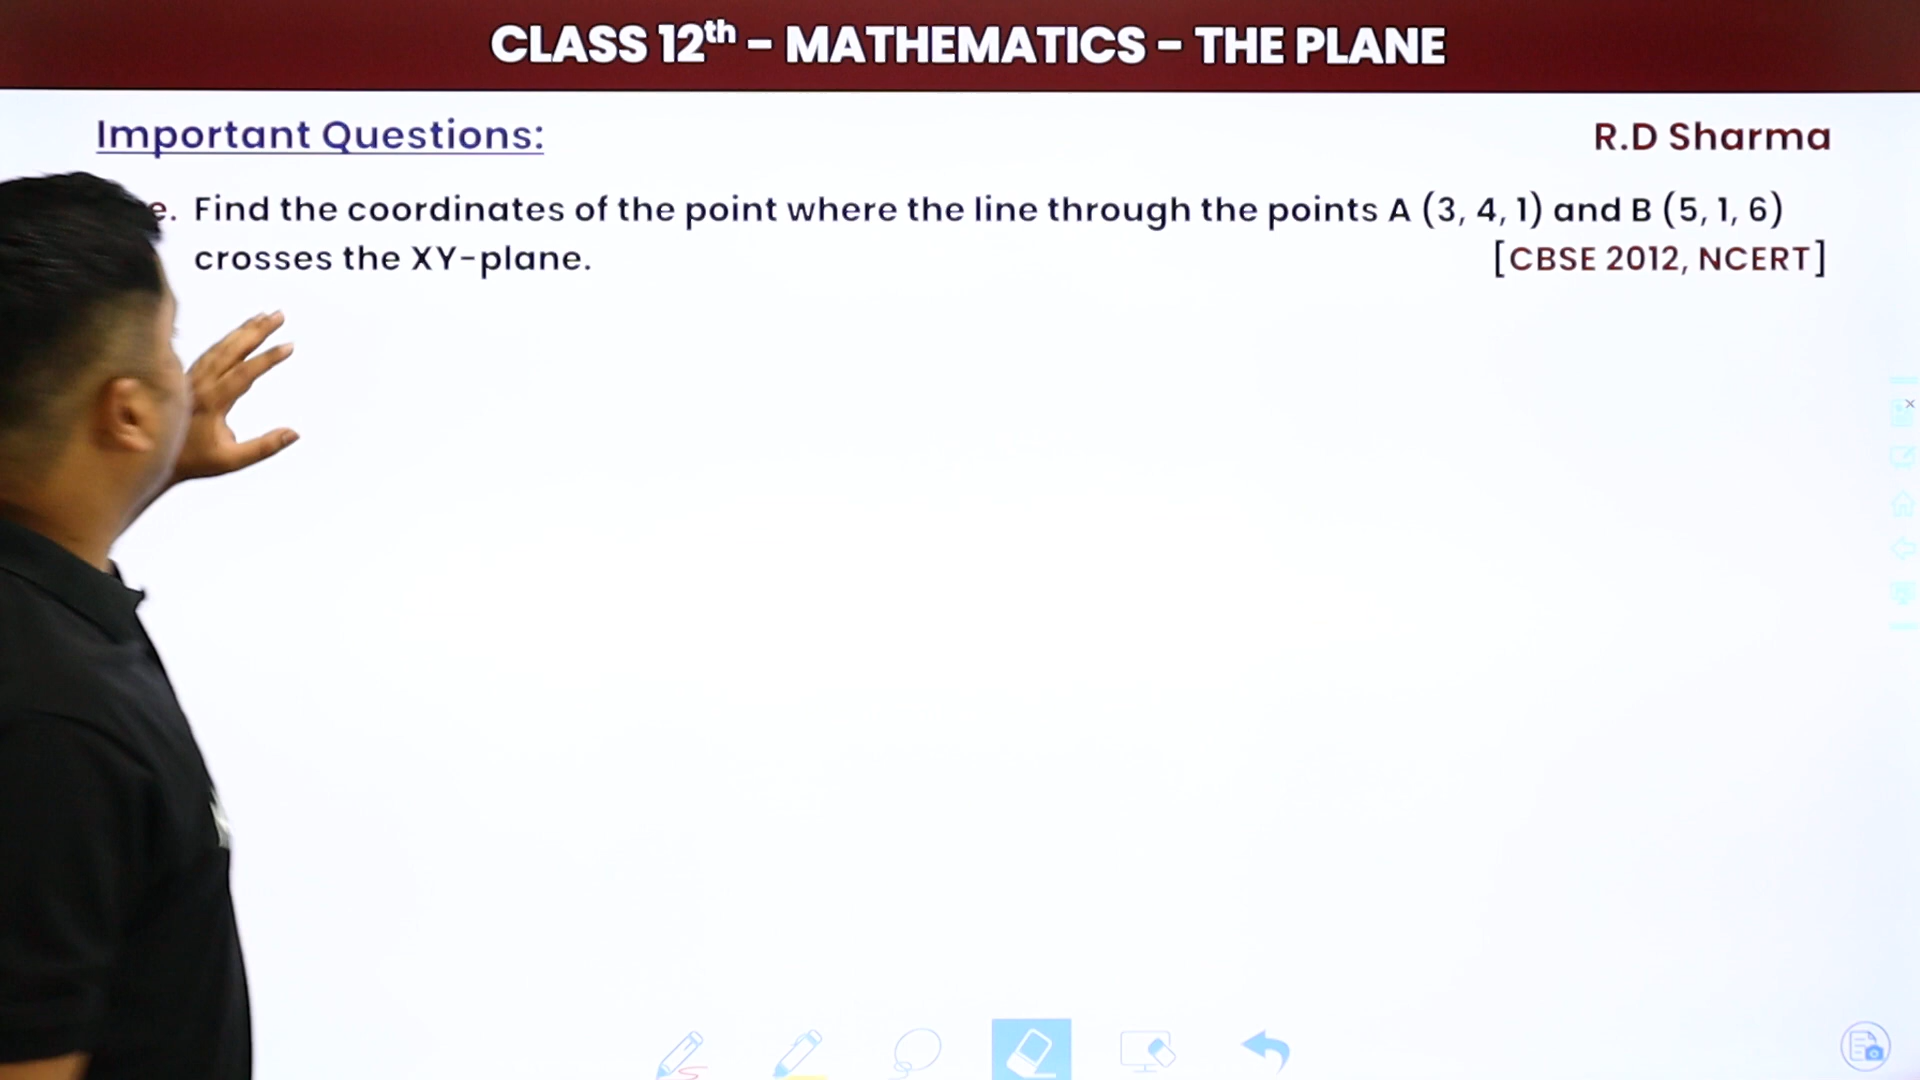 CLASS 12th - MATHEMATICS - THE PLANE
Important Questions:
R.D Sharma
e. Find the coordinates of the point where the line through the points A (3, 4, 1) and B (5, 1, 6)
crosses the XY-plane.
[CBSE 2012, NCERT]